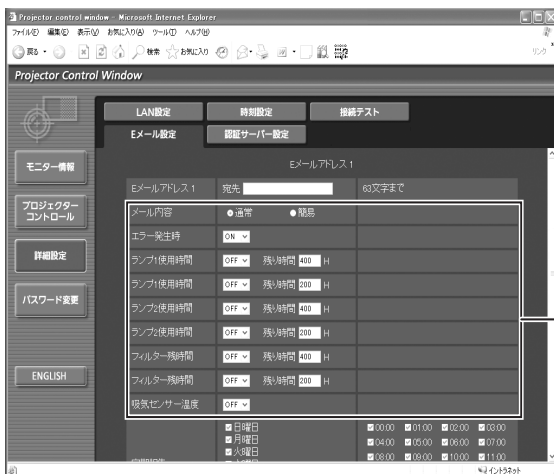 Projector control window - Microsoft Internet Explorer
ファイル(F) 編集(E) 表示(V) お気に入り(A) ツール(T) ヘルプ(H)
戻る 検索 お気に入り リンク »
Projector Control Window
LAN設定 時刻設定 接続テスト
Eメール設定 認証サーバー設定
モニター情報
プロジェクター
コントロール
詳細設定
パスワード変更
ENGLISH
Eメールアドレス1
Eメールアドレス1 宛先 63文字まで
メール内容 通常 簡易
エラー発生時 ON
ランプ1使用時間 OFF 残り時間 400 H
ランプ1使用時間 OFF 残り時間 200 H
ランプ2使用時間 OFF 残り時間 400 H
ランプ2使用時間 OFF 残り時間 200 H
フィルター残時間 OFF 残り時間 400 H
フィルター残時間 OFF 残り時間 200 H
吸気センサー温度 OFF
日曜日 00:00 01:00 02:00 03:00
月曜日 04:00 05:00 06:00 07:00
火曜日 08:00 09:00 10:00 11:00
イントラネット